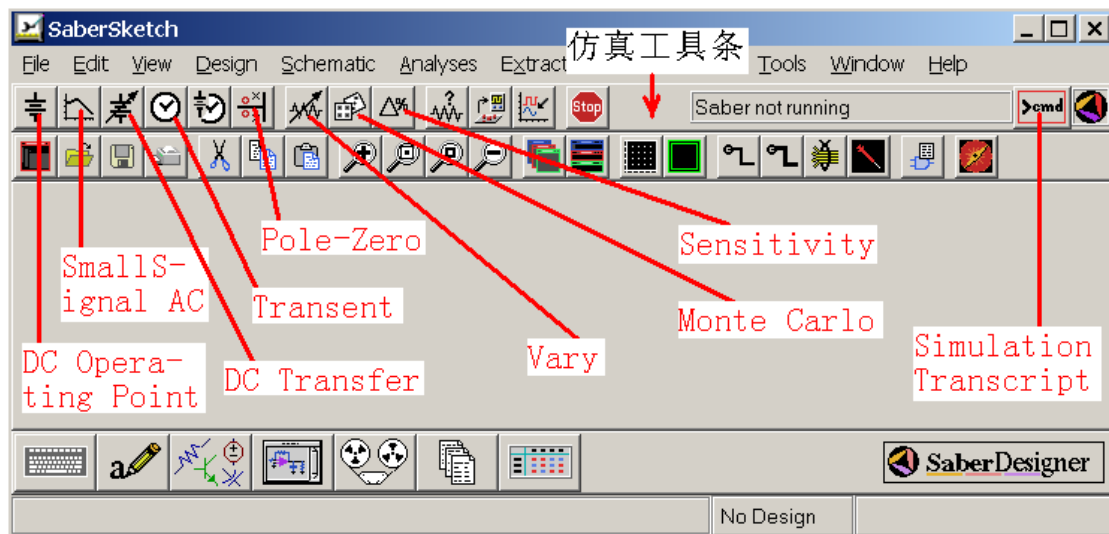 SaberSketch
仿真工具条
File Edit View Design Schematic Analyses Extract Tools Window Help
Stop
Saber not running
>cmd
Pole-Zero
Sensitivity
SmallS-
ignal AC
Transent
Monte Carlo
Vary
Simulation
Transcript
DC Opera-
ting Point
DC Transfer
a
SaberDesigner
No Design